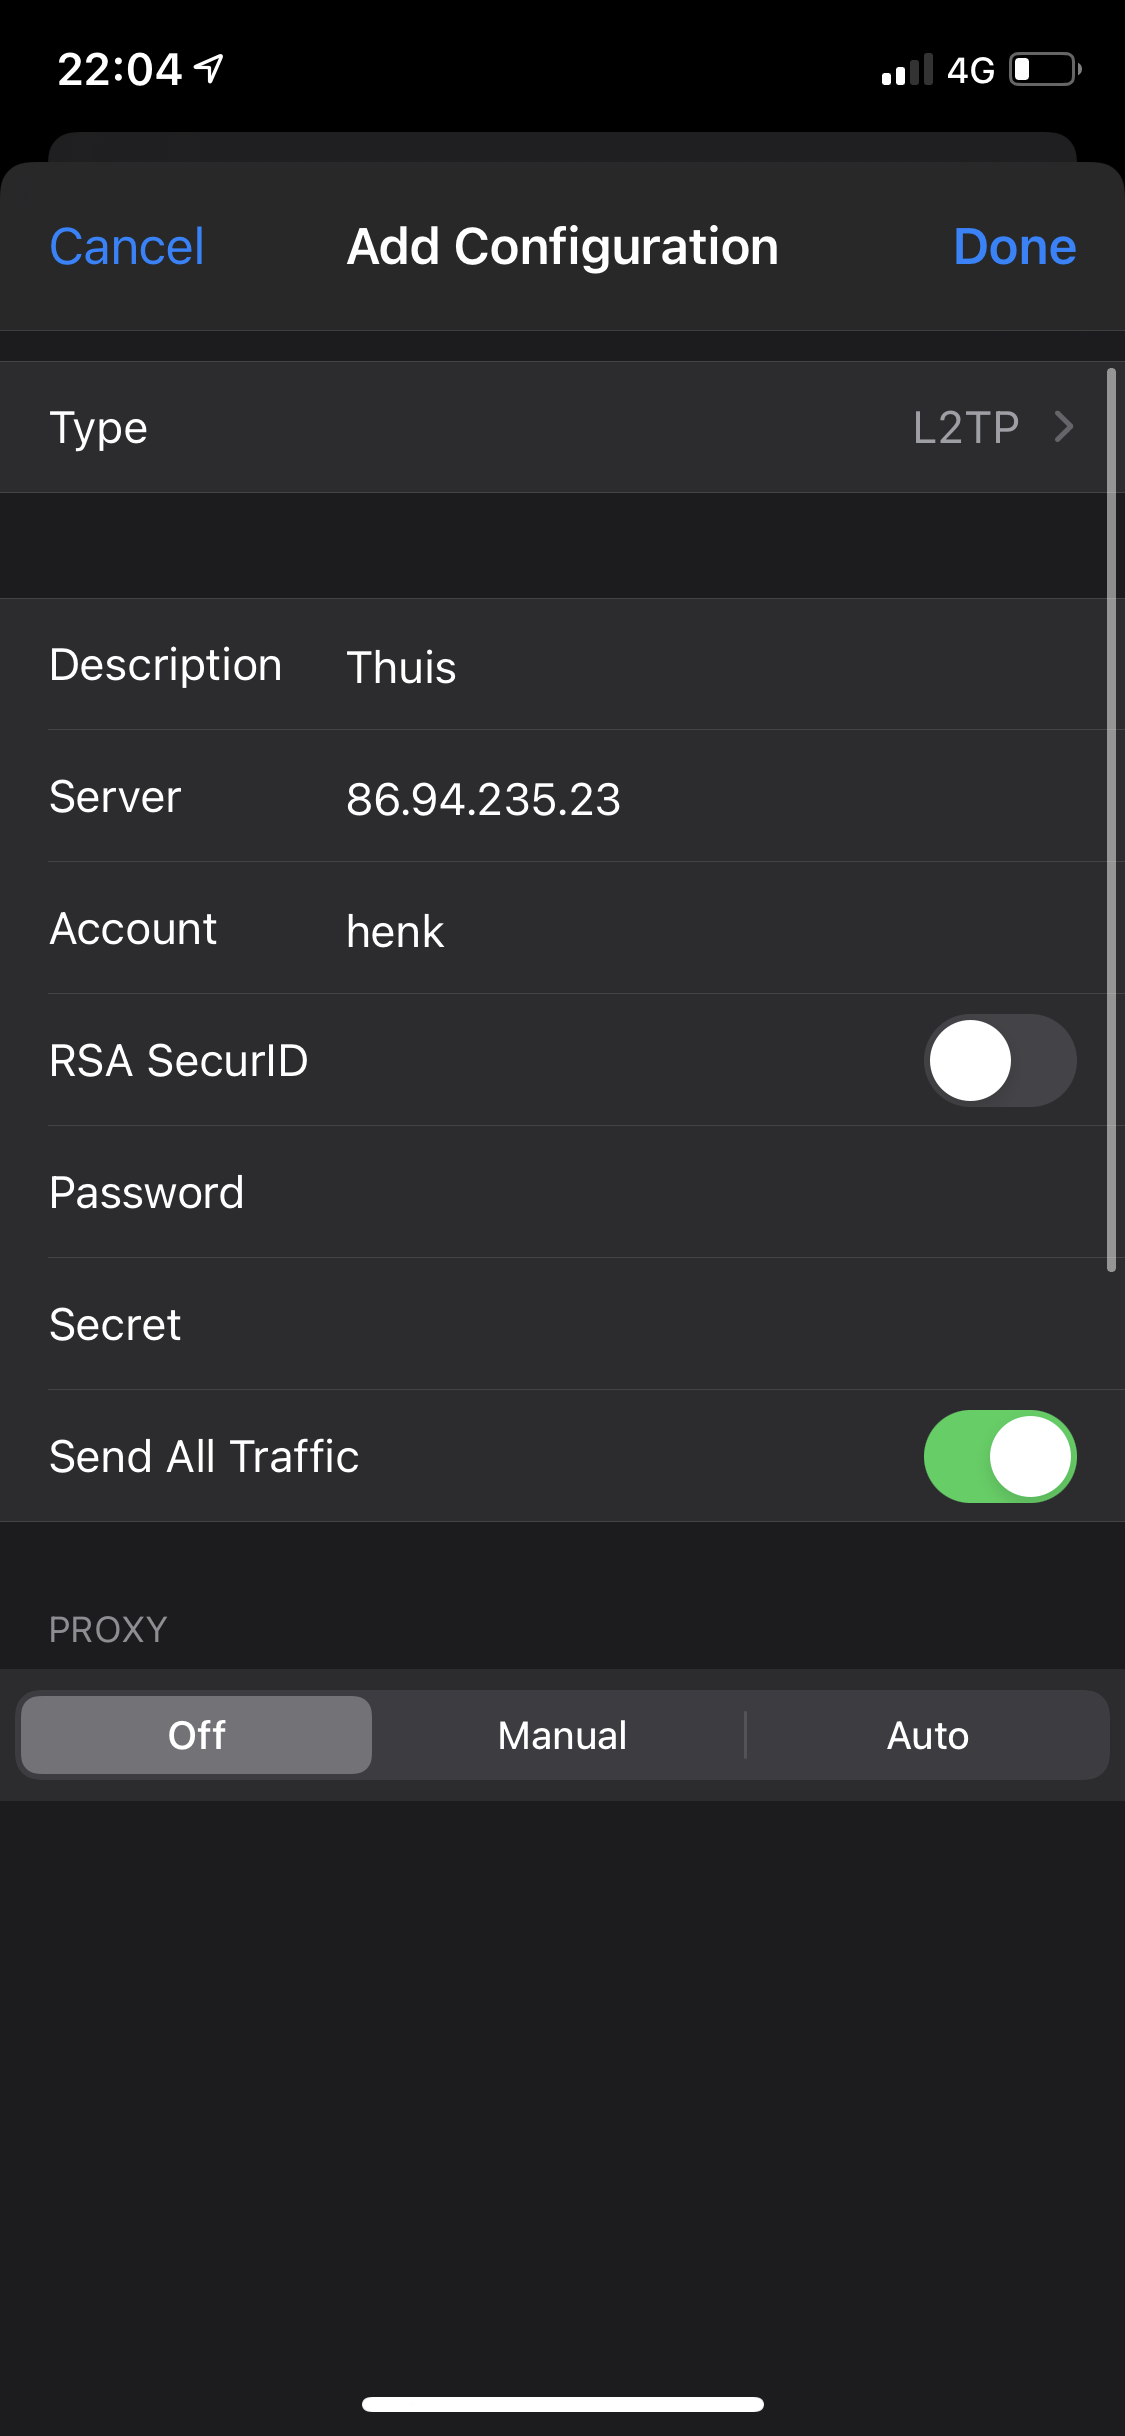 22:04 4G
Cancel Add Configuration Done
Type L2TP
Description Thuis
Server 86.94.235.23
Account henk
RSA SecurID
Password
Secret
Send All Traffic
PROXY
Off Manual Auto